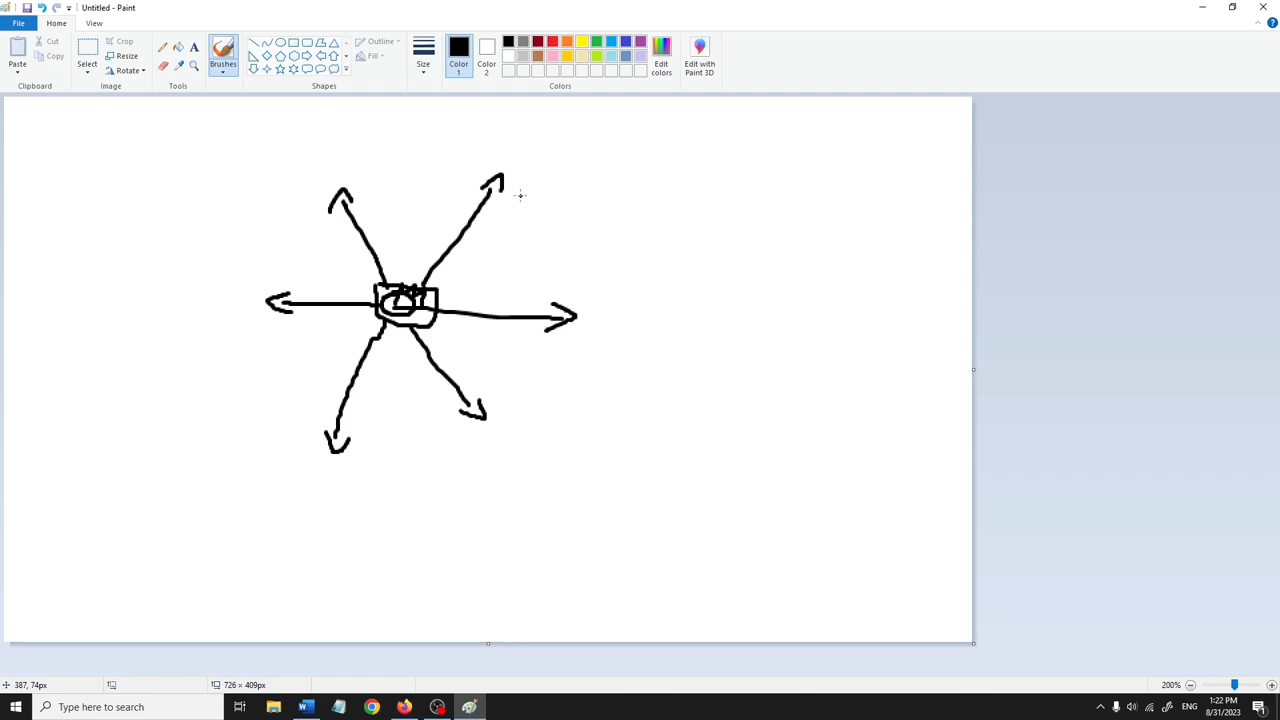 Untitled - Paint
File Home View
Paste
Cut
Copy
Clipboard
Select
Crop
Resize
Rotate
Image
A
Tools
Brushes
Outline
Fill
Shapes
Size
Color 1
Color 2
Edit colors
Colors
Edit with Paint 3D
387, 74px
726 × 409px
200%
Type here to search
ENG
1:22 PM
8/31/2023